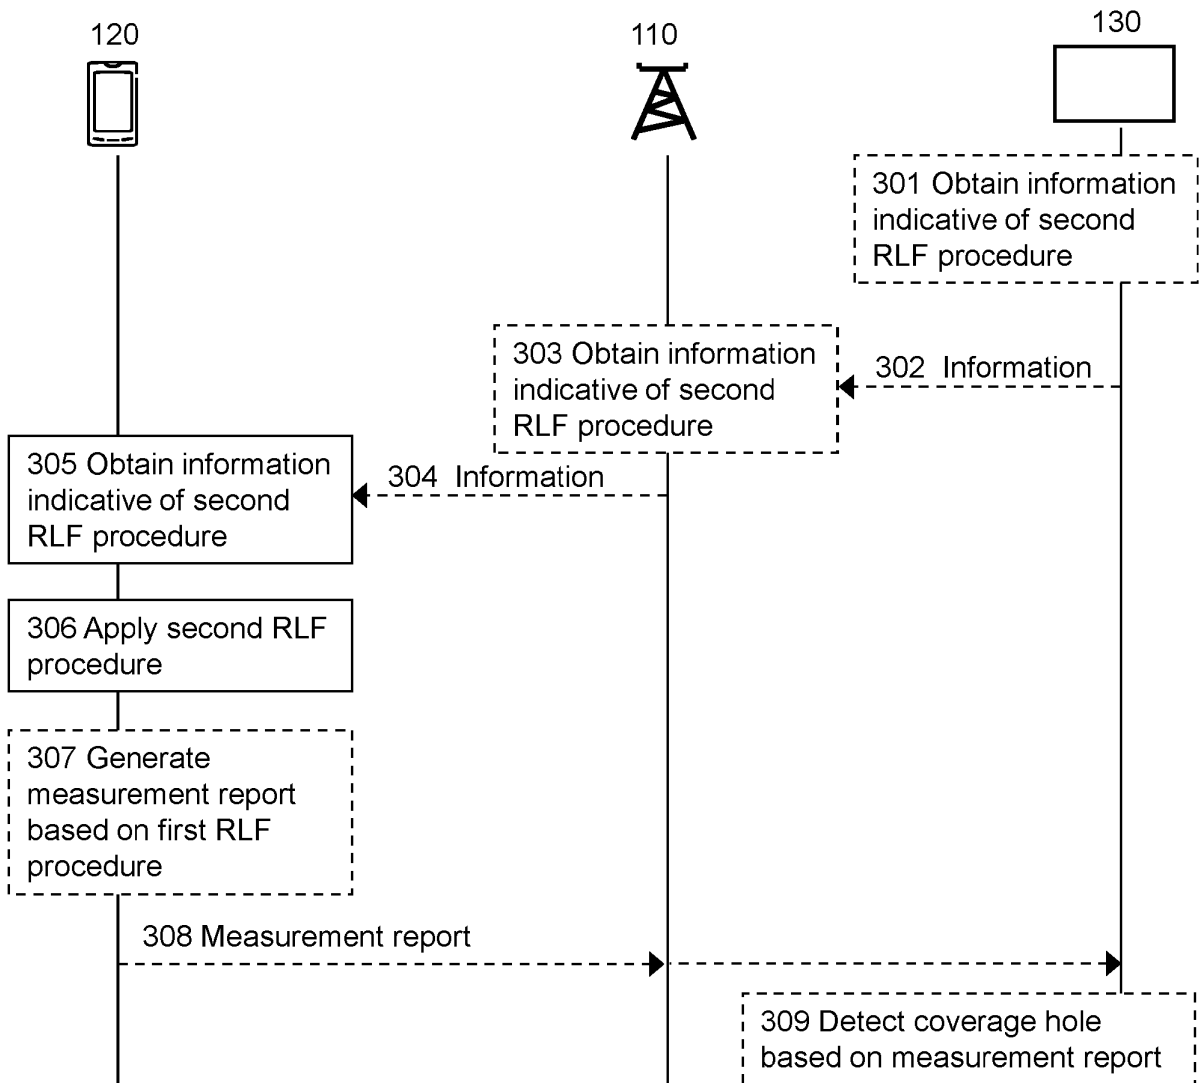 120
110
130
301 Obtain information
indicative of second
RLF procedure
303 Obtain information
indicative of second
RLF procedure
302 Information
305 Obtain information
indicative of second
RLF procedure
304 Information
306 Apply second RLF
procedure
307 Generate
measurement report
based on first RLF
procedure
308 Measurement report
309 Detect coverage hole
based on measurement report